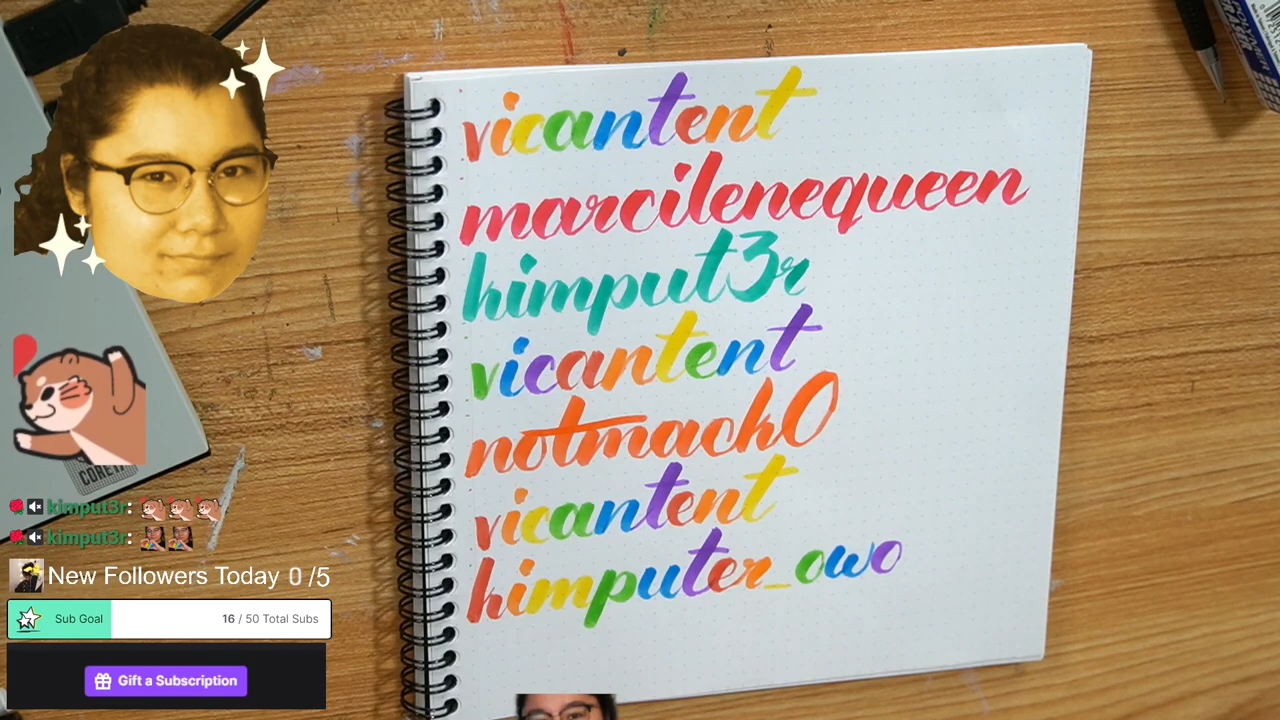 vicantent
marcilenequeen
kimput3r
vicantent
notmack0
vicantent
kimputer_owo
kimput3r:
kimput3r:
New Followers Today 0 /5
Sub Goal
16 / 50 Total Subs
Gift a Subscription